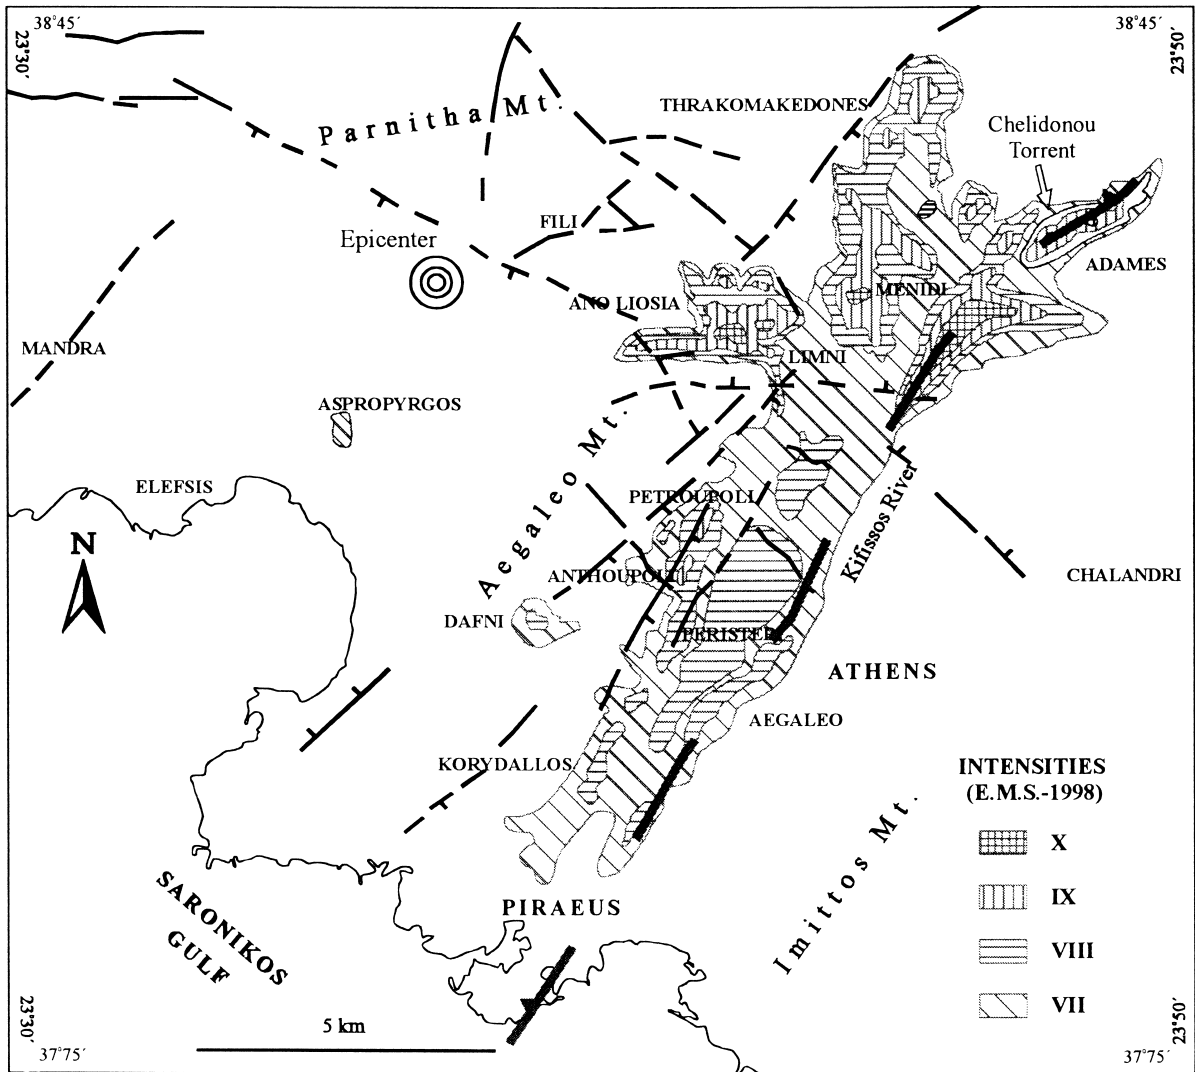 38°45′
38°45′
23°30′
23°50′
Parnitha Mt.
THRAKOMAKEDONES
Chelidonou
Torrent
FILI
Epicenter
ADAMES
MENIDI
ANO LIOSIA
MANDRA
LIMNI
ASPROPYRGOS
Aegaleo Mt.
ELEFSIS
PETROUPOLI
Kifissos River
N
ANTHOUPOLI
CHALANDRI
DAFNI
PERISTERI
ATHENS
AEGALEO
KORYDALLOS
INTENSITIES
(E.M.S.-1998)
X
IX
VIII
VII
Imittos Mt.
SARONIKOS
GULF
PIRAEUS
5 km
23°30′
23°50′
37°75′
37°75′